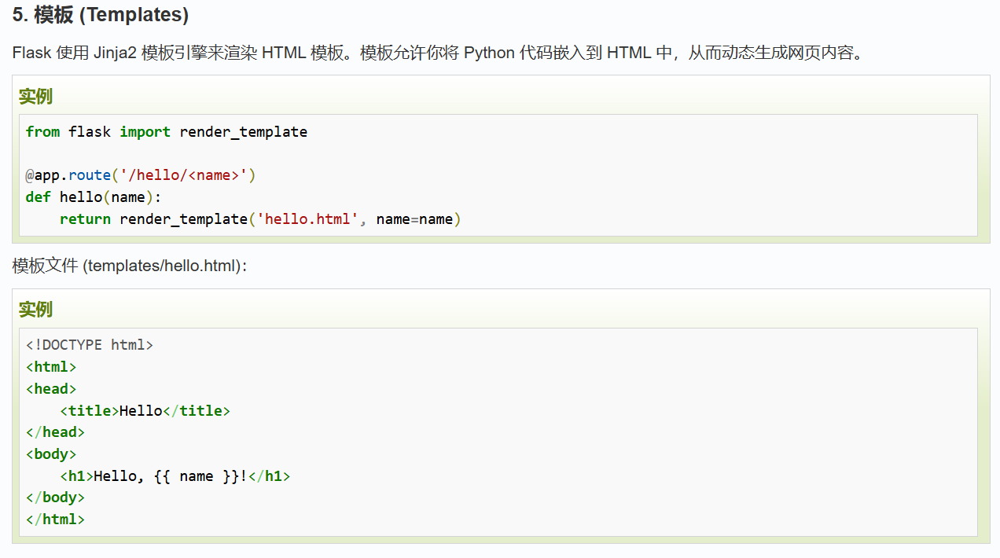 5. 模板 (Templates)
Flask 使用 Jinja2 模板引擎来渲染 HTML 模板。模板允许你将 Python 代码嵌入到 HTML 中，从而动态生成网页内容。
实例
from flask import render_template
@app.route('/hello/<name>')
def hello(name):
    return render_template('hello.html', name=name)
模板文件 (templates/hello.html)：
实例
<!DOCTYPE html>
<html>
<head>
    <title>Hello</title>
</head>
<body>
    <h1>Hello, {{ name }}!</h1>
</body>
</html>